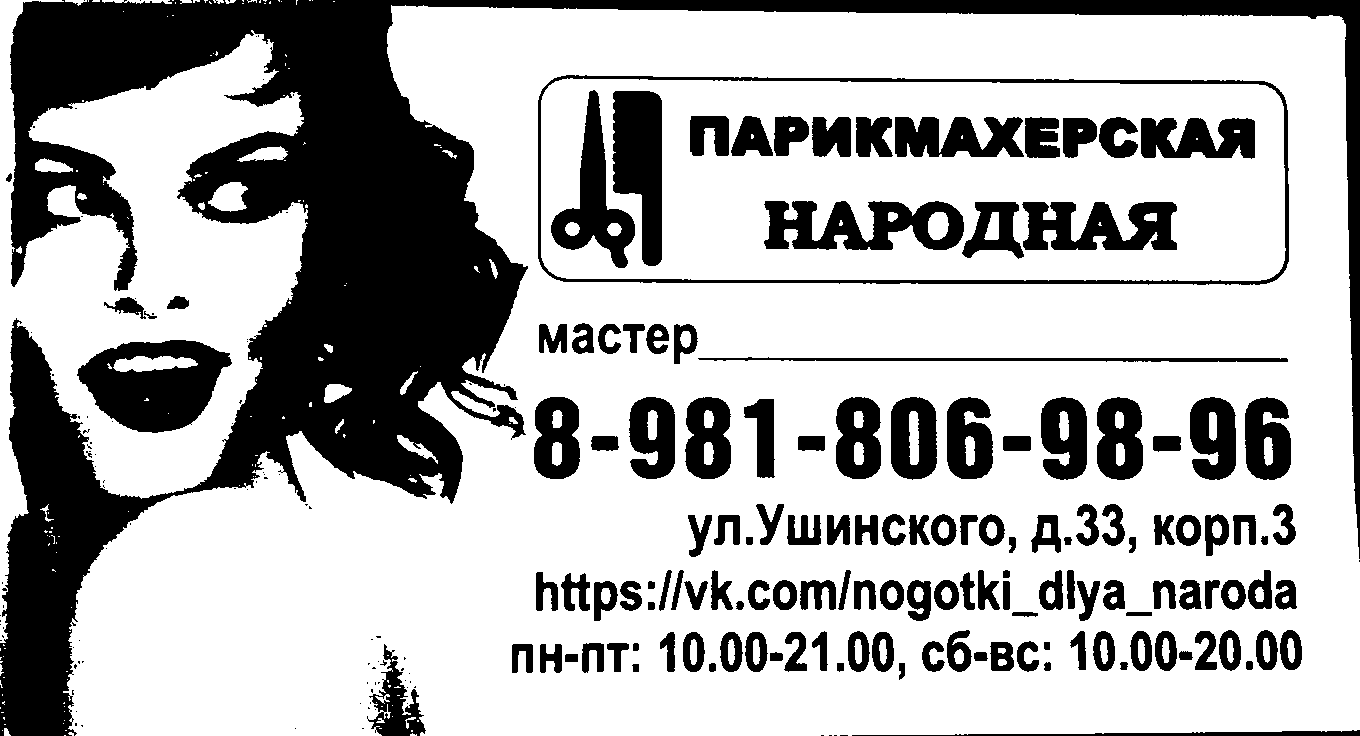 ПАРИКМАХЕРСКАЯ
НАРОДНАЯ
мастер
8-981-806-98-96
ул.Ушинского, д.33, корп.3
https://vk.com/nogotki_dlya_naroda
пн-пт: 10.00-21.00, сб-вс: 10.00-20.00